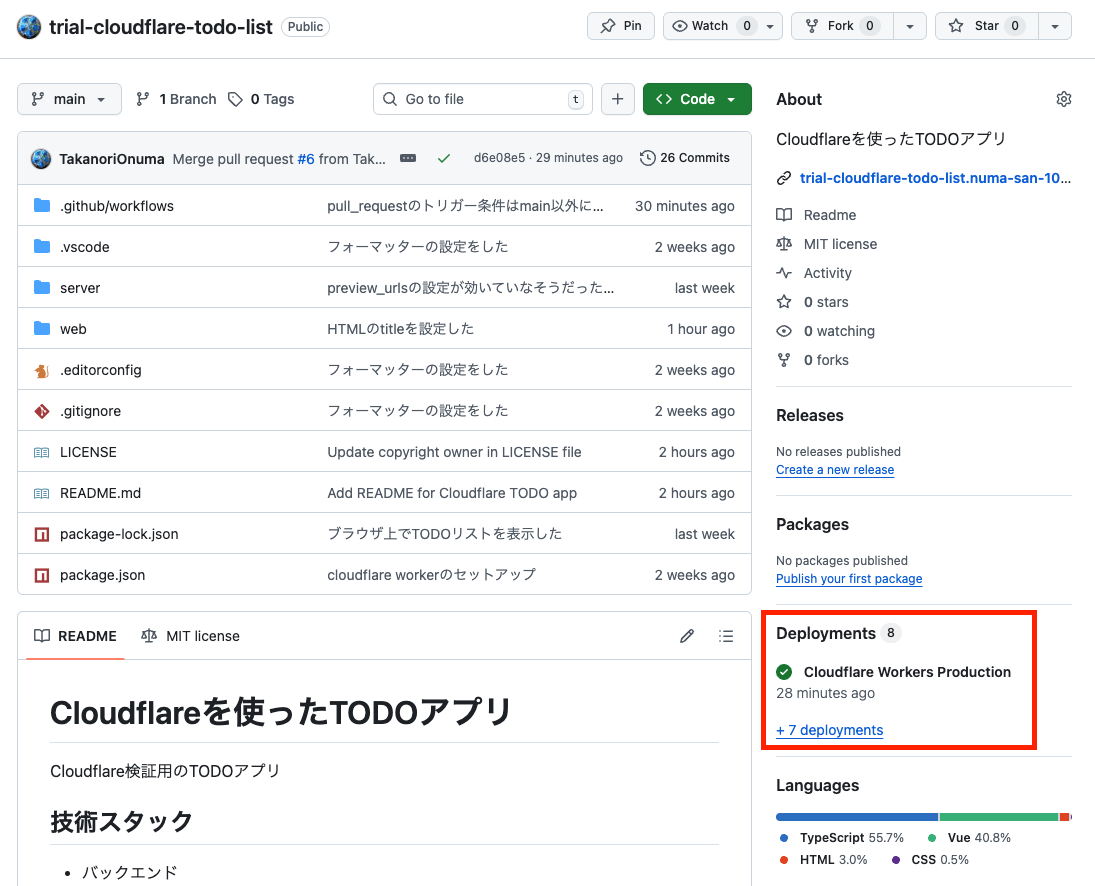 trial-cloudflare-todo-list Public Pin Watch 0 Fork 0 Star 0
main 1 Branch 0 Tags Go to file t Code
TakanoriOnuma Merge pull request #6 from Tak... d6e08e5 · 29 minutes ago 26 Commits
.github/workflows pull_requestのトリガー条件はmain以外に... 30 minutes ago
.vscode フォーマッターの設定をした 2 weeks ago
server preview_urlsの設定が効いていなそうだった... last week
web HTMLのtitleを設定した 1 hour ago
.editorconfig フォーマッターの設定をした 2 weeks ago
.gitignore フォーマッターの設定をした 2 weeks ago
LICENSE Update copyright owner in LICENSE file 2 hours ago
README.md Add README for Cloudflare TODO app 2 hours ago
package-lock.json ブラウザ上でTODOリストを表示した last week
package.json cloudflare workerのセットアップ 2 weeks ago
README MIT license
Cloudflareを使ったTODOアプリ
Cloudflare検証用のTODOアプリ
技術スタック
• バックエンド
About
Cloudflareを使ったTODOアプリ
trial-cloudflare-todo-list.numa-san-10...
Readme
MIT license
Activity
0 stars
0 watching
0 forks
Releases
No releases published
Create a new release
Packages
No packages published
Publish your first package
Deployments 8
Cloudflare Workers Production
28 minutes ago
+ 7 deployments
Languages
TypeScript 55.7% Vue 40.8%
HTML 3.0% CSS 0.5%